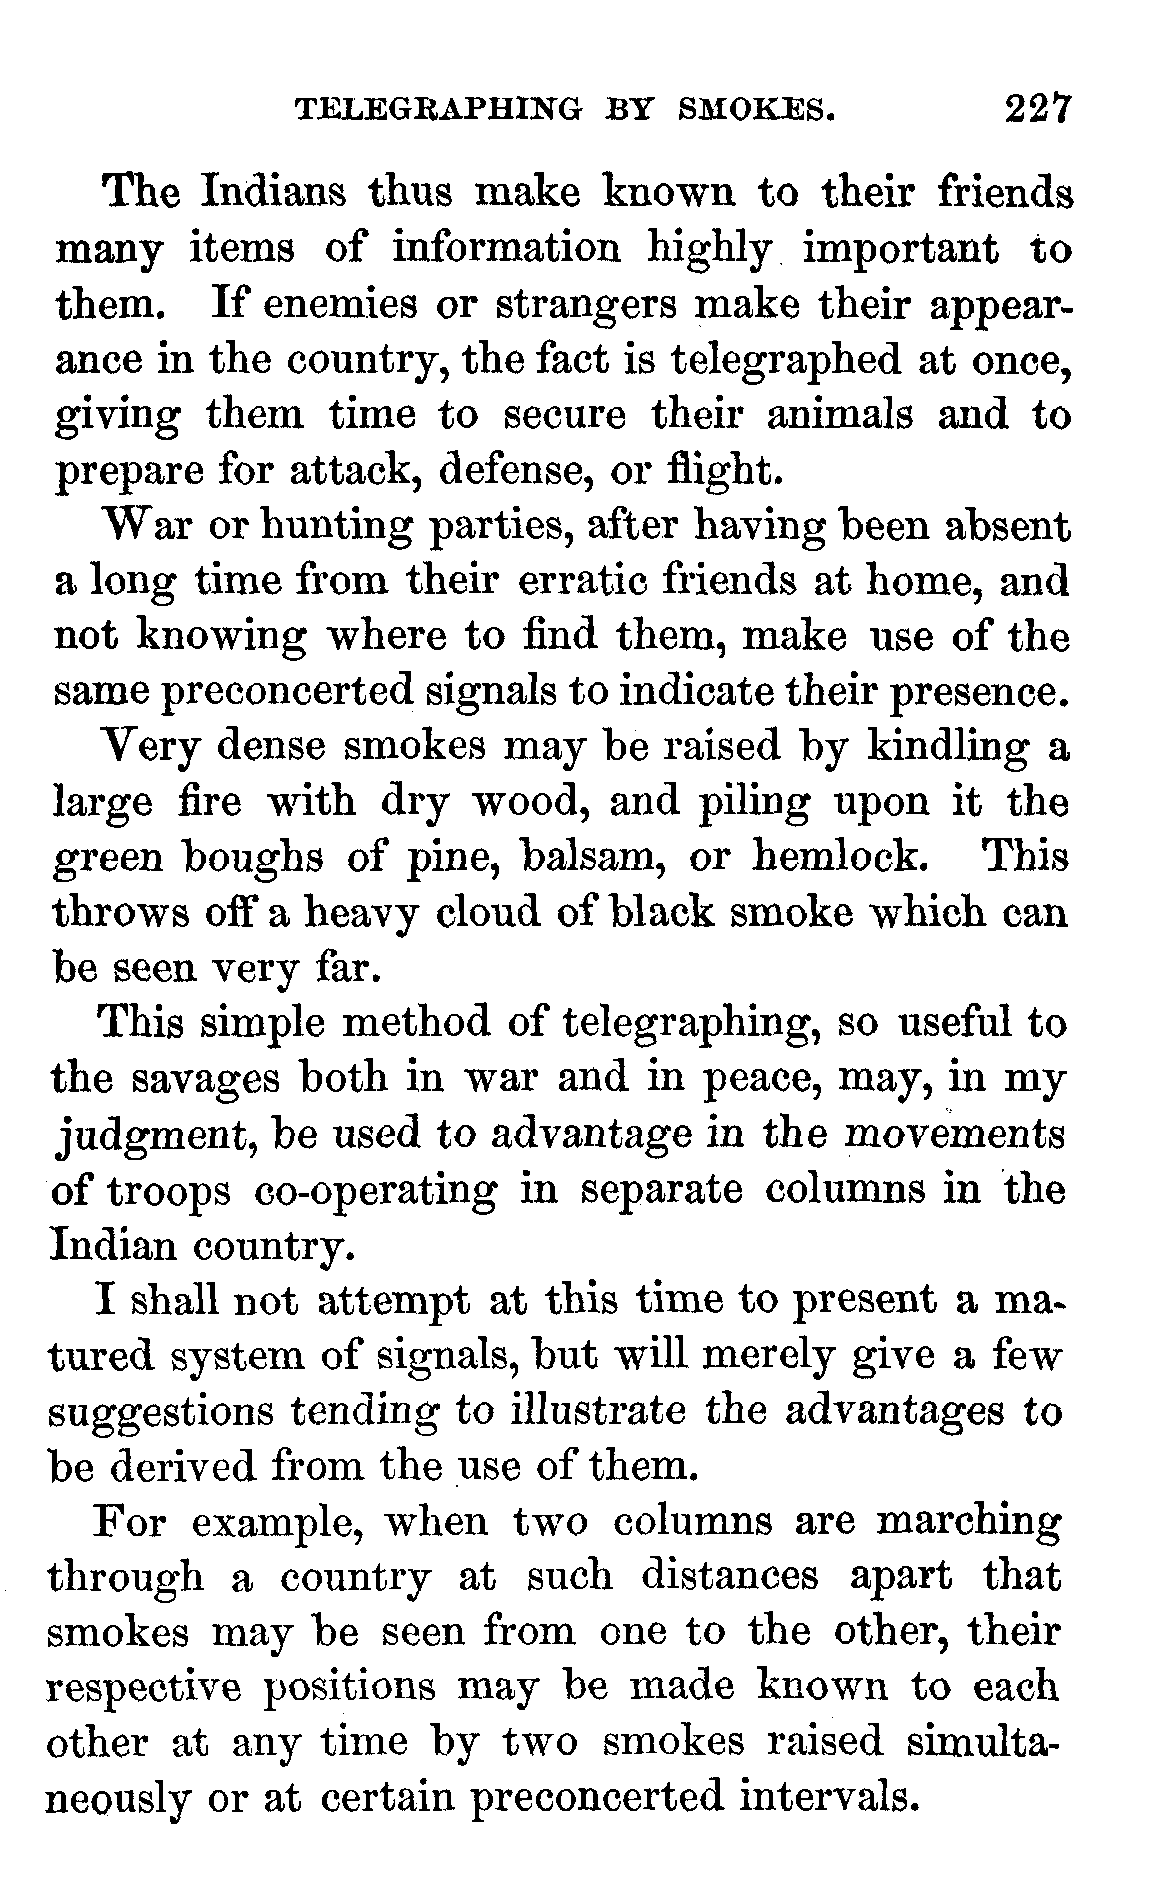 TELEGRAPHING BY SMOKES. 227
The Indians thus make known to their friends
many items of information highly important to
them. If enemies or strangers make their appear-
ance in the country, the fact is telegraphed at once,
giving them time to secure their animals and to
prepare for attack, defense, or flight.
War or hunting parties, after having been absent
a long time from their erratic friends at home, and
not knowing where to find them, make use of the
same preconcerted signals to indicate their presence.
Very dense smokes may be raised by kindling a
large fire with dry wood, and piling upon it the
green boughs of pine, balsam, or hemlock. This
throws off a heavy cloud of black smoke which can
be seen very far.
This simple method of telegraphing, so useful to
the savages both in war and in peace, may, in my
judgment, be used to advantage in the movements
of troops co-operating in separate columns in the
Indian country.
I shall not attempt at this time to present a ma-
tured system of signals, but will merely give a few
suggestions tending to illustrate the advantages to
be derived from the use of them.
For example, when two columns are marching
through a country at such distances apart that
smokes may be seen from one to the other, their
respective positions may be made known to each
other at any time by two smokes raised simulta-
neously or at certain preconcerted intervals.